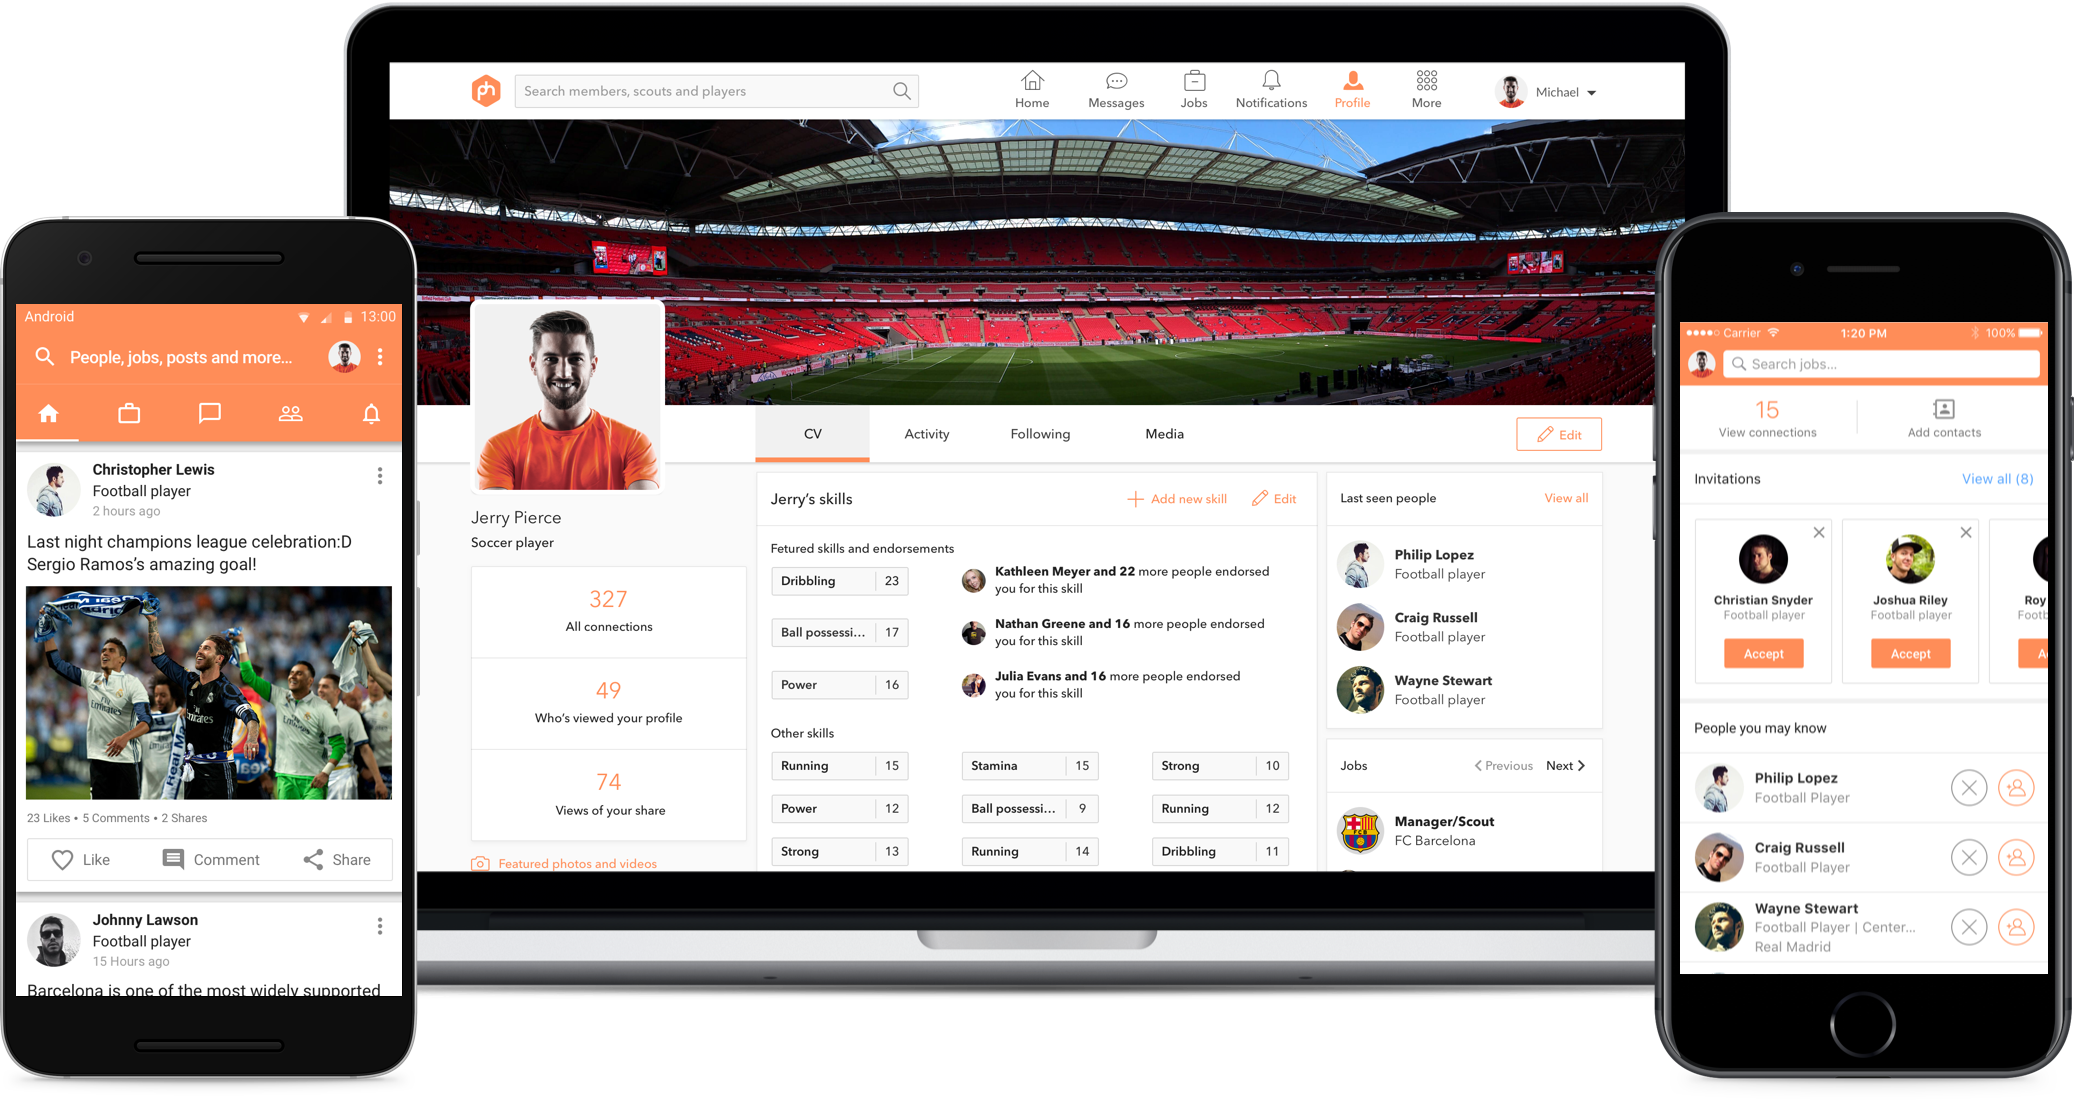 ph
Search members, scouts and players
Home
Messages
Jobs
Notifications
Profile
More
Michael
CV
Activity
Following
Media
Edit
Jerry Pierce
Soccer player
327
All connections
49
Who's viewed your profile
74
Views of your share
Featured photos and videos
Jerry's skills
Add new skill
Edit
Fetured skills and endorsements
Dribbling 23
Kathleen Meyer and 22 more people endorsed
you for this skill
Ball possessi... 17
Nathan Greene and 16 more people endorsed
you for this skill
Power 16
Julia Evans and 16 more people endorsed
you for this skill
Other skills
Running 15
Stamina 15
Strong 10
Power 12
Ball possessi... 9
Running 12
Strong 13
Running 14
Dribbling 11
Last seen people
View all
Philip Lopez
Football player
Craig Russell
Football player
Wayne Stewart
Football player
Jobs
Previous
Next
FCB
Manager/Scout
FC Barcelona
Android
13:00
People, jobs, posts and more...
Christopher Lewis
Football player
2 hours ago
Last night champions league celebration:D
Sergio Ramos's amazing goal!
Emirates
Real M
Real
23 Likes • 5 Comments • 2 Shares
Like
Comment
Share
Johnny Lawson
Football player
15 Hours ago
Barcelona is one of the most widely supported
Carrier
1:20 PM
100%
Search jobs...
15
View connections
Add contacts
Invitations
View all (8)
Christian Snyder
Football player
Accept
Joshua Riley
Football player
Accept
Roy
Footb
A
People you may know
Philip Lopez
Football Player
Craig Russell
Football Player
Wayne Stewart
Football Player | Center...
Real Madrid